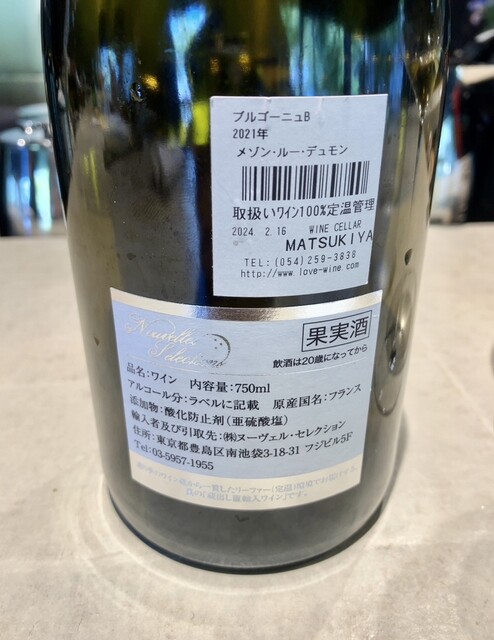 ブルゴーニュB
2021年
メゾン・ルー・デュモン
取扱いワイン100%定温管理
2024 2.16 WINE CELLAR
MATSUKIYA
TEL:(054)259-3838
http://www love-wine.com
Nouvelles
Selections
果実酒
飲酒は20歳になってから
品名:ワイン 内容量:750ml
アルコール分:ラベルに記載 原産国名:フランス
添加物:酸化防止剤(亜硫酸塩)
輸入者及び引取先:㈱ヌーヴェル・セレクション
住所:東京都豊島区南池袋3-18-31 フジビル5F
Tel:03-5957-1955